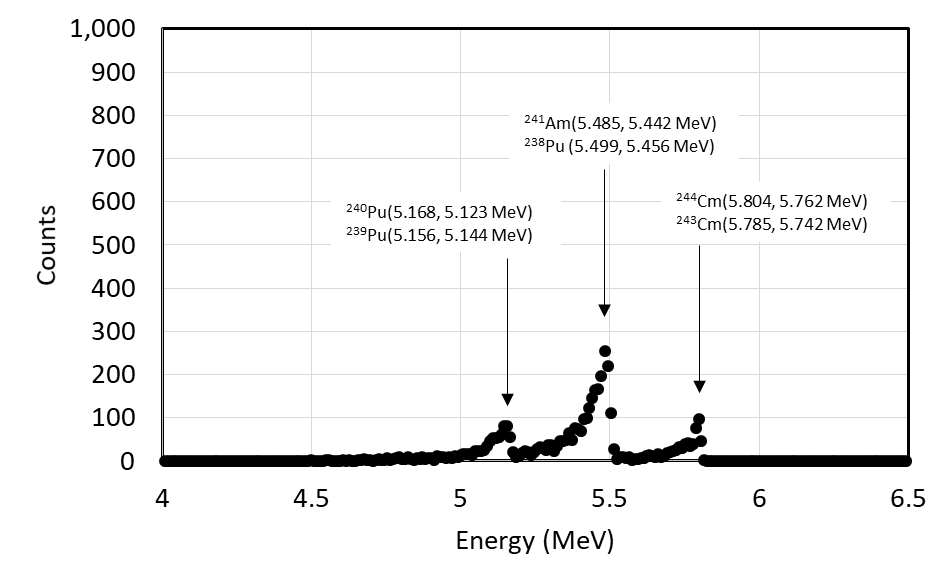 1,000
900
800
700
600
500
400
300
200
100
0
Counts
²⁴¹Am(5.485, 5.442 MeV)
²³⁸Pu (5.499, 5.456 MeV)
²⁴⁴Cm(5.804, 5.762 MeV)
²⁴³Cm(5.785, 5.742 MeV)
²⁴⁰Pu(5.168, 5.123 MeV)
²³⁹Pu(5.156, 5.144 MeV)
4 4.5 5 5.5 6 6.5
Energy (MeV)